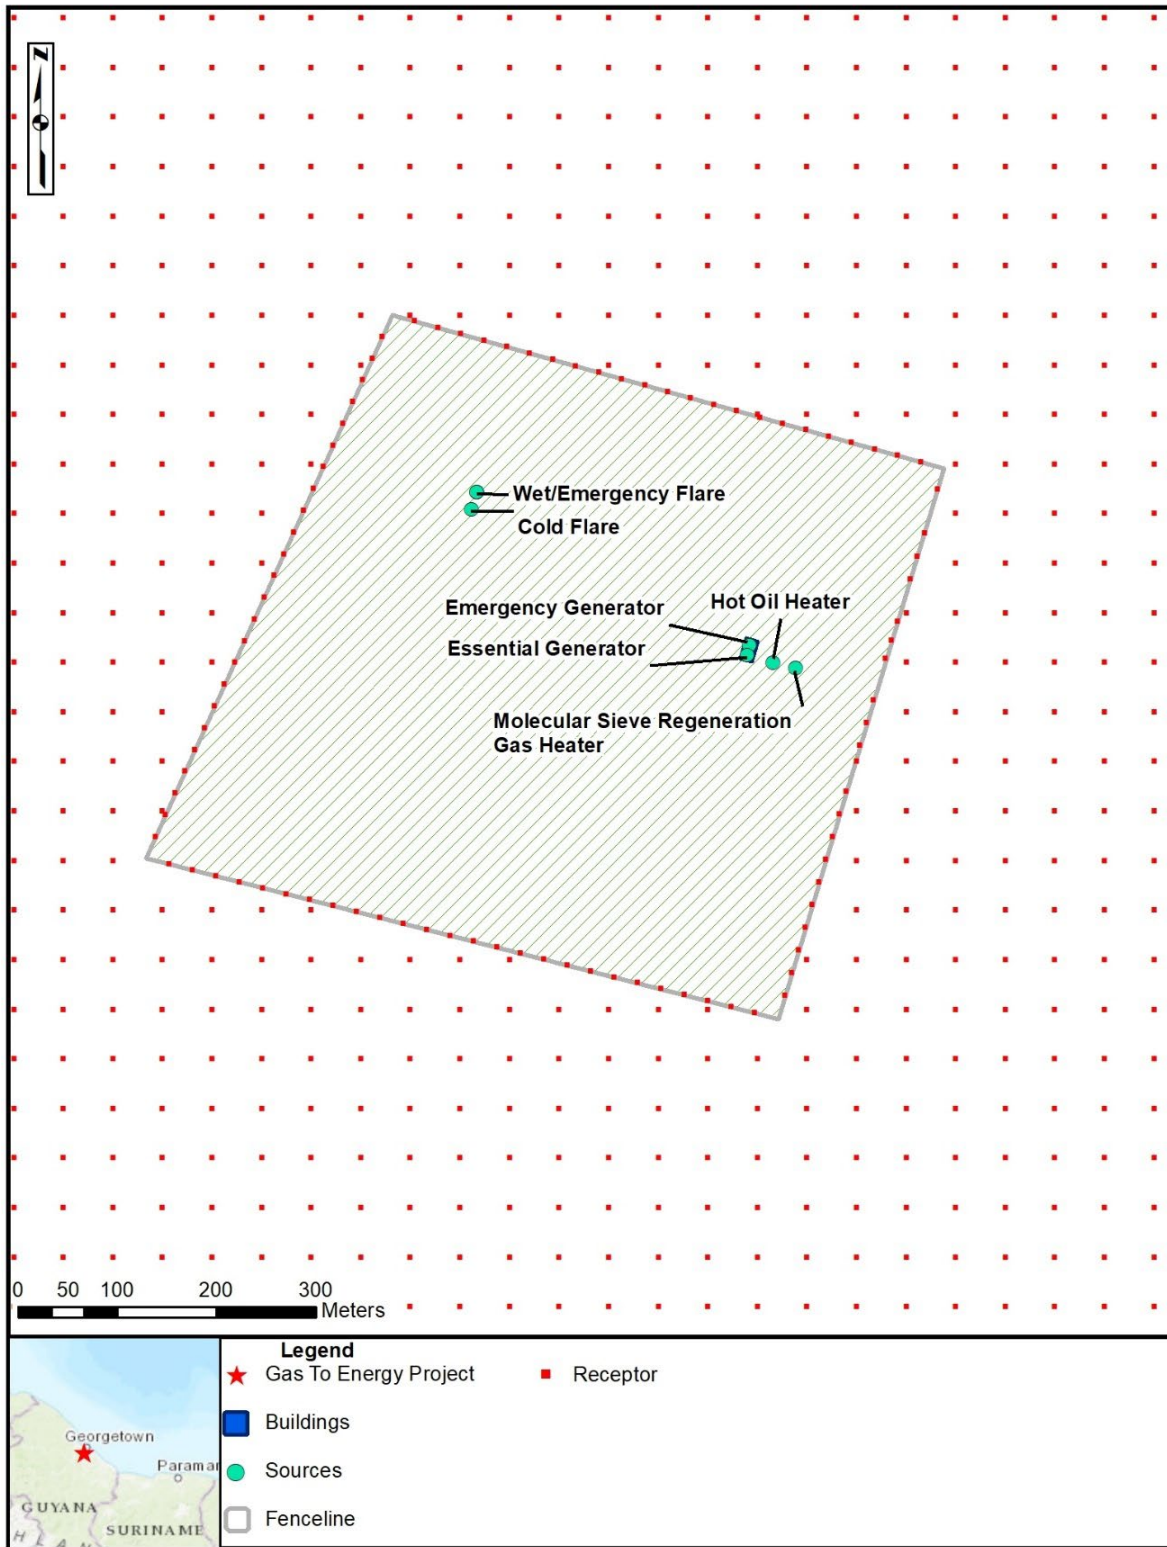 N
Wet/Emergency Flare
Cold Flare
Emergency Generator
Hot Oil Heater
Essential Generator
Molecular Sieve Regeneration
Gas Heater
0 50 100 200 300
Meters
Legend
Gas To Energy Project
Receptor
Buildings
Sources
Fenceline
Georgetown
Paramar
GUYANA
SURINAME